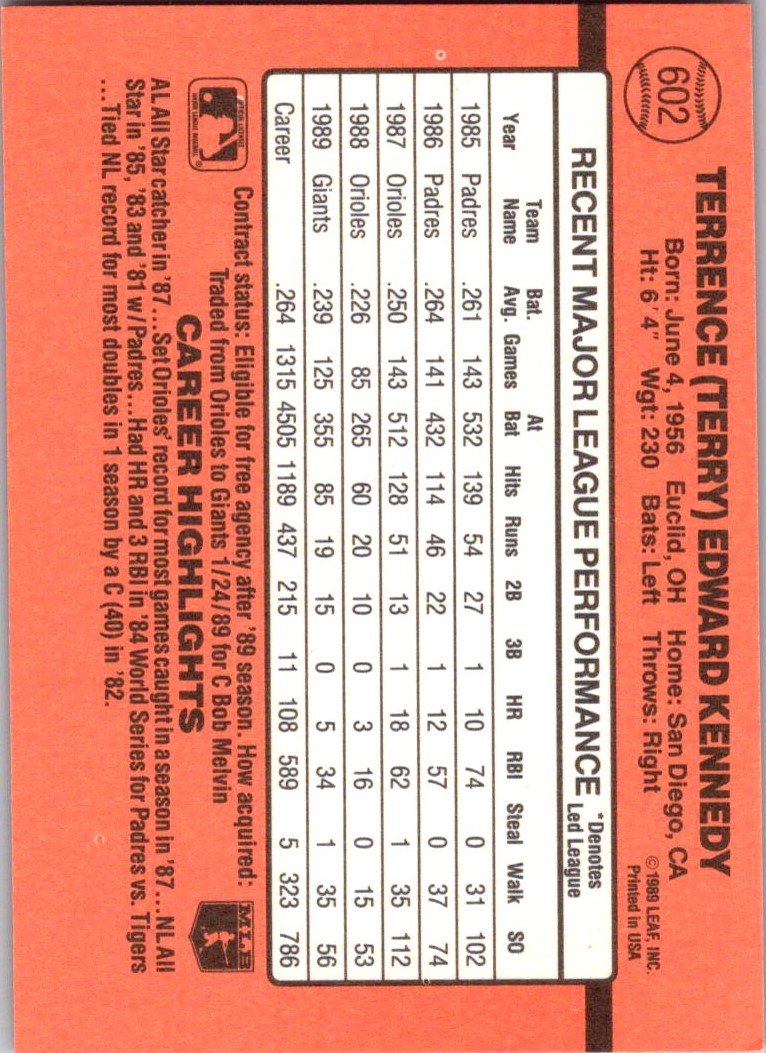 602
TERRENCE (TERRY) EDWARD KENNEDY
Born: June 4, 1956 Euclid, OH Home: San Diego, CA
Ht: 6'4" Wgt: 230 Bats: Left Throws: Right
©1989 LEAF, INC.
Printed in USA
RECENT MAJOR LEAGUE PERFORMANCE *Denotes Led League
Year Team Name Bat. Avg. Games At Bat Hits Runs 2B 3B HR RBI Steal Walk SO
1985 Padres .261 143 532 139 54 27 1 10 74 0 31 102
1986 Padres .264 141 432 114 46 22 1 12 57 0 37 74
1987 Orioles .250 143 512 128 51 13 1 18 62 1 35 112
1988 Orioles .226 85 265 60 20 10 0 3 16 0 15 53
1989 Giants .239 125 355 85 19 15 0 5 34 1 35 56
Career .264 1315 4505 1189 437 215 11 108 589 5 323 786
OFFICIAL LICENSEE
MAJOR LEAGUE BASEBALL
MLB
Contract status: Eligible for free agency after '89 season. How acquired:
Traded from Orioles to Giants 1/24/89 for C Bob Melvin
CAREER HIGHLIGHTS
AL All Star catcher in '87...Set Orioles' record for most games caught in a season in '87...NL All
Star in '85, '83 and '81 w/Padres...Had HR and 3 RBI in '84 World Series for Padres vs. Tigers
...Tied NL record for most doubles in 1 season by a C (40) in '82.